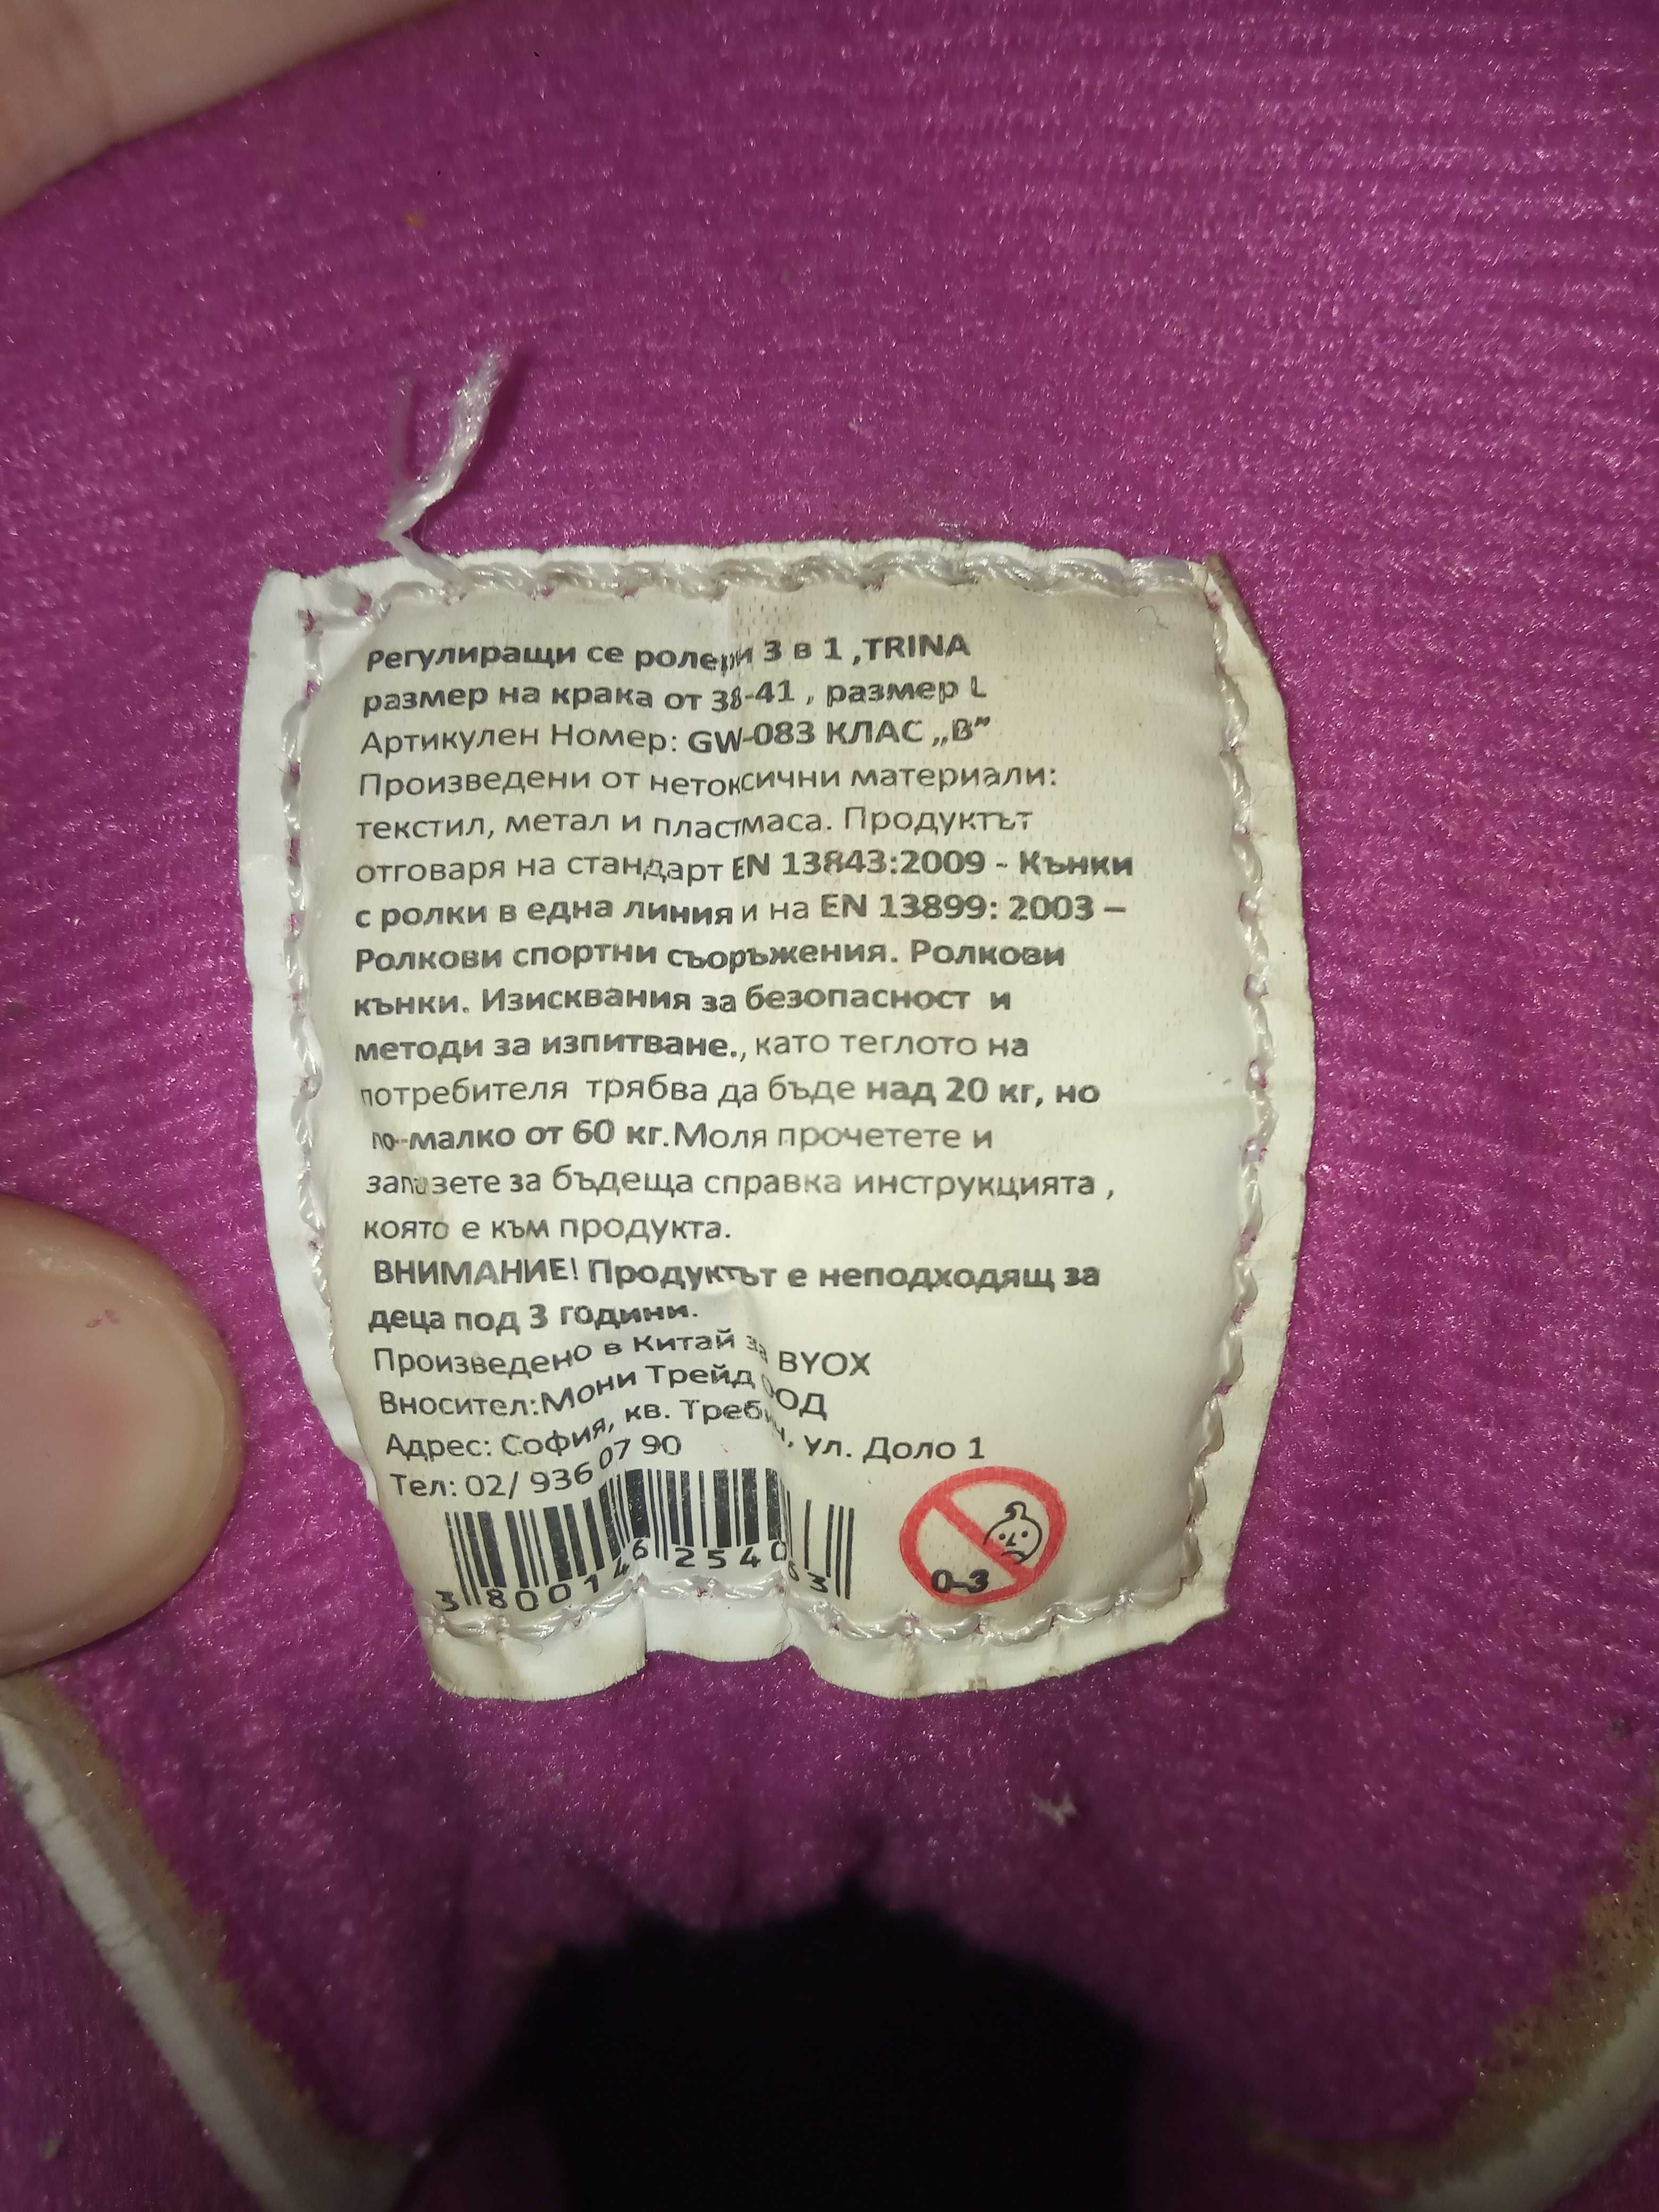 Регулиращи се ролери 3 в 1 ,TRINA
размер на крака от 38-41 , размер L
Артикулен Номер: GW-083 КЛАС „В”
Произведени от нетоксични материали:
текстил, метал и пластмаса. Продуктът
отговаря на стандарт EN 13843:2009 - Кънки
с ролки в една линия и на EN 13899: 2003 –
Ролкови спортни съоръжения. Ролкови
кънки. Изисквания за безопасност и
методи за изпитване., като теглото на
потребителя трябва да бъде над 20 кг, но
по-малко от 60 кг.Моля прочетете и
запазете за бъдеща справка инструкцията ,
която е към продукта.
ВНИМАНИЕ! Продуктът е неподходящ за
деца под 3 години.
Произведено в Китай за BYOX
Вносител:Мони Трейд ООД
Адрес: София, кв. Требич, ул. Доло 1
Тел: 02/ 936 07 90
3 800146 254063
0-3